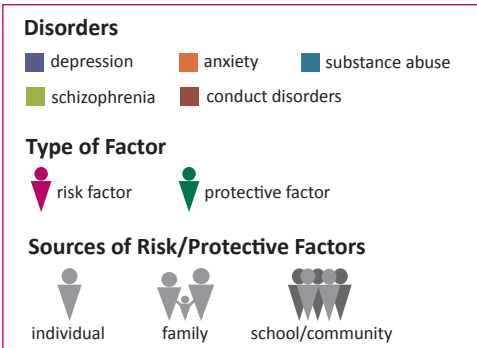 Disorders
depression anxiety substance abuse
schizophrenia conduct disorders
Type of Factor
risk factor protective factor
Sources of Risk/Protective Factors
individual family school/community